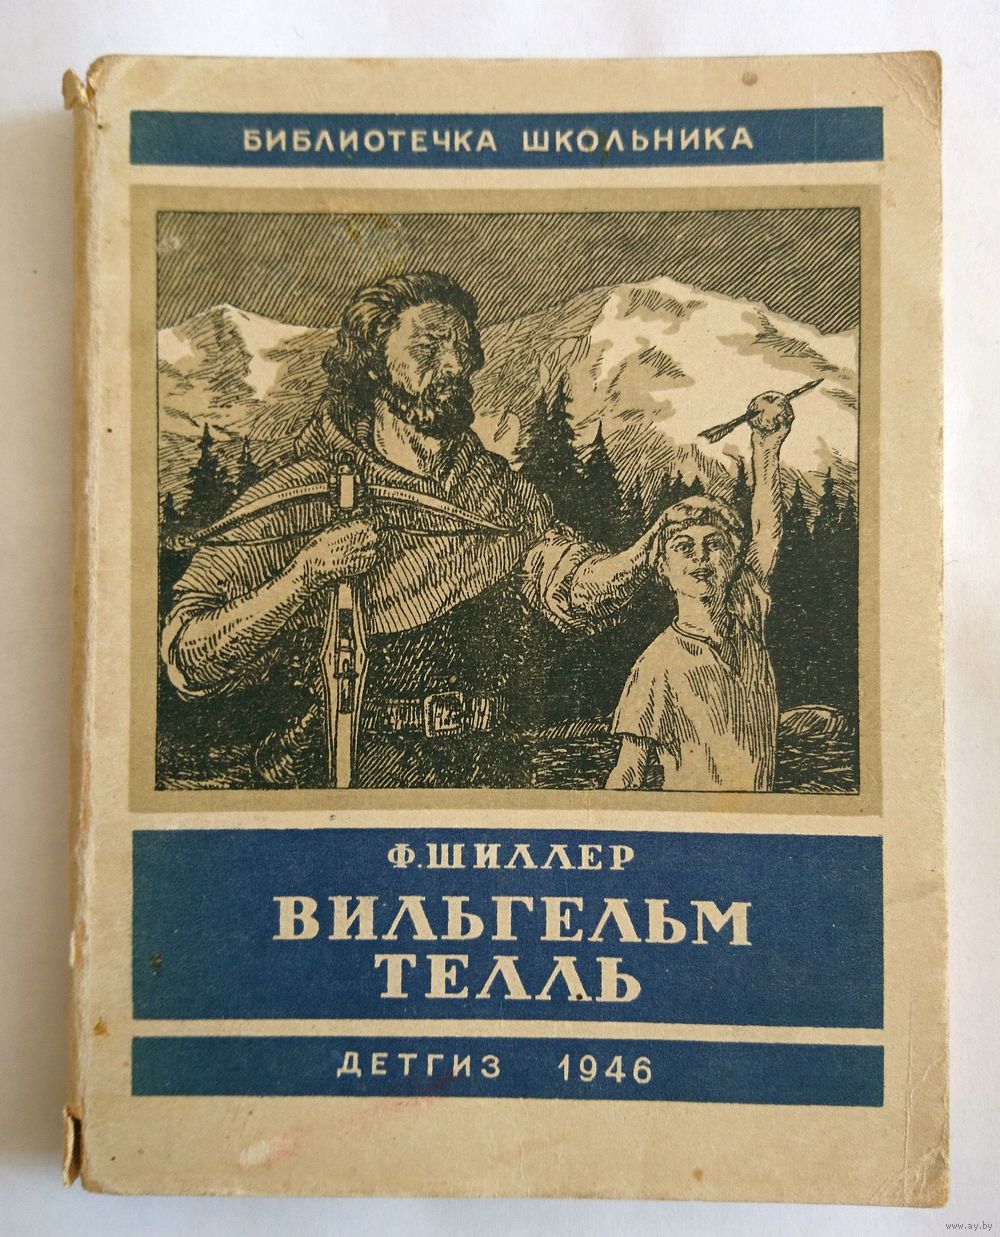 БИБЛИОТЕЧКА ШКОЛЬНИКА
Ф. ШИЛЛЕР
ВИЛЬГЕЛЬМ
ТЕЛЛЬ
ДЕТГИЗ 1946
www.ay.by